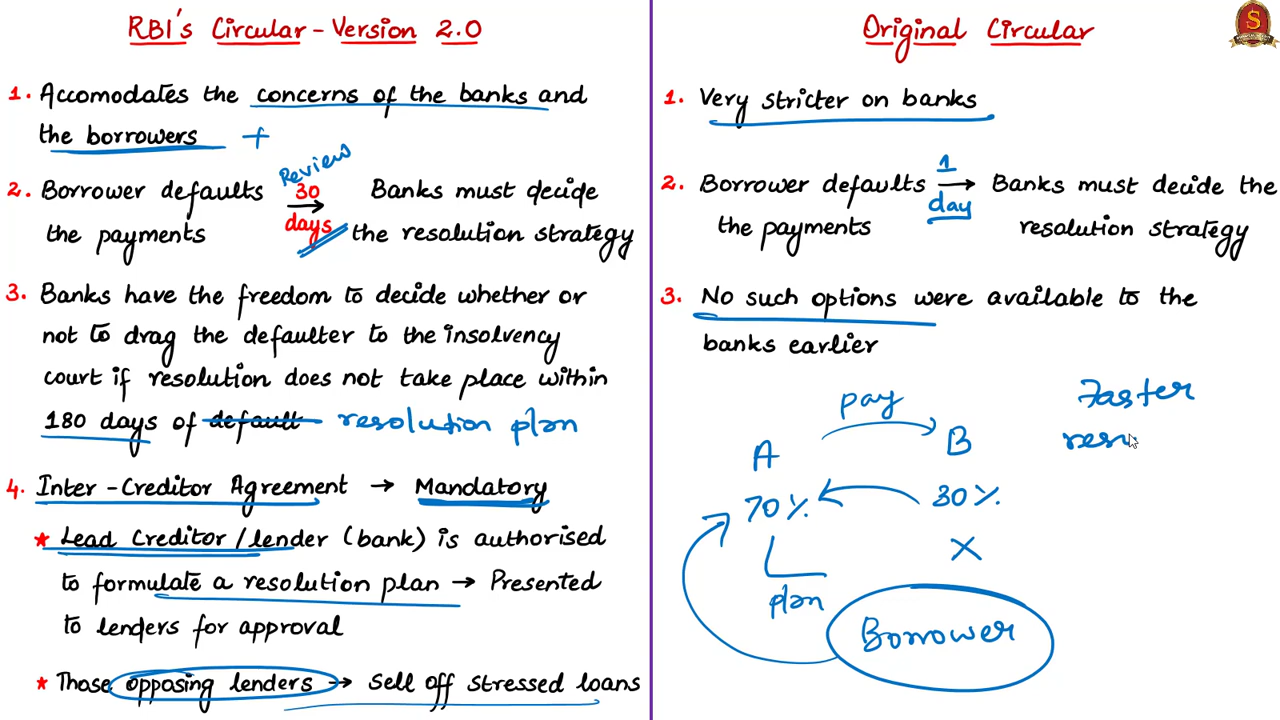 RBI's Circular - Version 2.0
1. Accomodates the concerns of the banks and
the borrowers +
2. Borrower defaults Review 30 Banks must decide
the payments days the resolution strategy
3. Banks have the freedom to decide whether or
not to drag the defaulter to the insolvency
court if resolution does not take place within
180 days of default resolution plan
4. Inter-Creditor Agreement → Mandatory
* Lead Creditor/lender (bank) is authorised
to formulate a resolution plan → Presented
to lenders for approval
* Those opposing lenders → Sell off stressed loans
Original Circular
S
1. Very stricter on banks
2. Borrower defaults 1 → Banks must decide the
the payments day resolution strategy
3. No such options were available to the
banks earlier
pay
Faster
A B
70% 30%
X
plan
Borrower